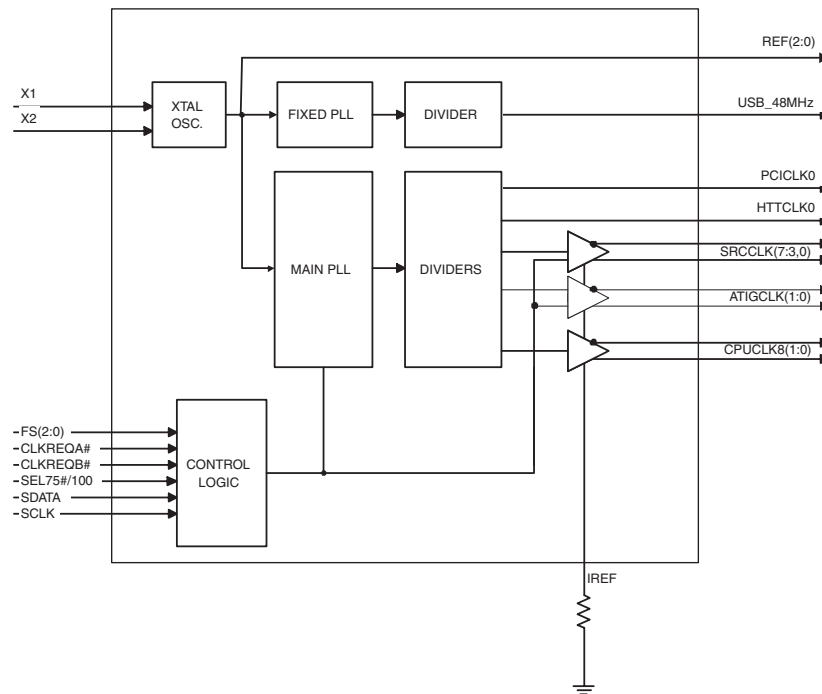 REF(2:0)
X1
XTAL
OSC.
FIXED PLL
DIVIDER
USB_48MHz
X2
PCICLK0
HTTCLK0
MAIN PLL
DIVIDERS
SRCCLK(7:3,0)
ATIGCLK(1:0)
CPUCLK8(1:0)
FS(2:0)
CLKREQA#
CLKREQB#
SEL75#/100
SDATA
SCLK
CONTROL
LOGIC
IREF